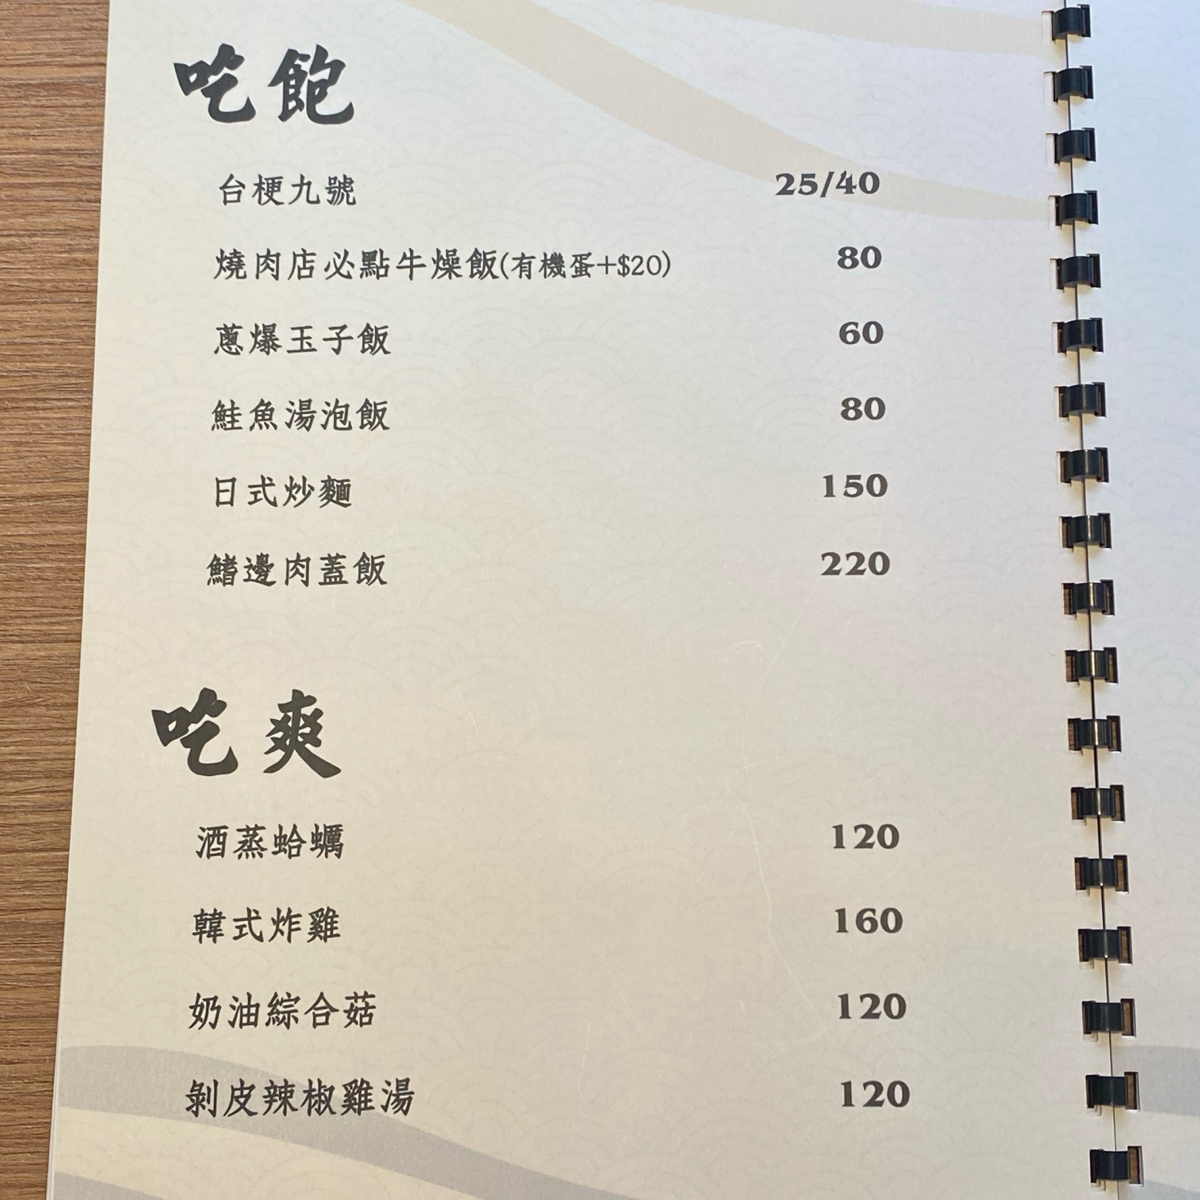 吃飽
台梗九號 25/40
燒肉店必點牛燥飯(有機蛋+$20) 80
蔥爆玉子飯 60
鮭魚湯泡飯 80
日式炒麵 150
鰭邊肉蓋飯 220
吃爽
酒蒸蛤蠣 120
韓式炸雞 160
奶油綜合菇 120
剝皮辣椒雞湯 120